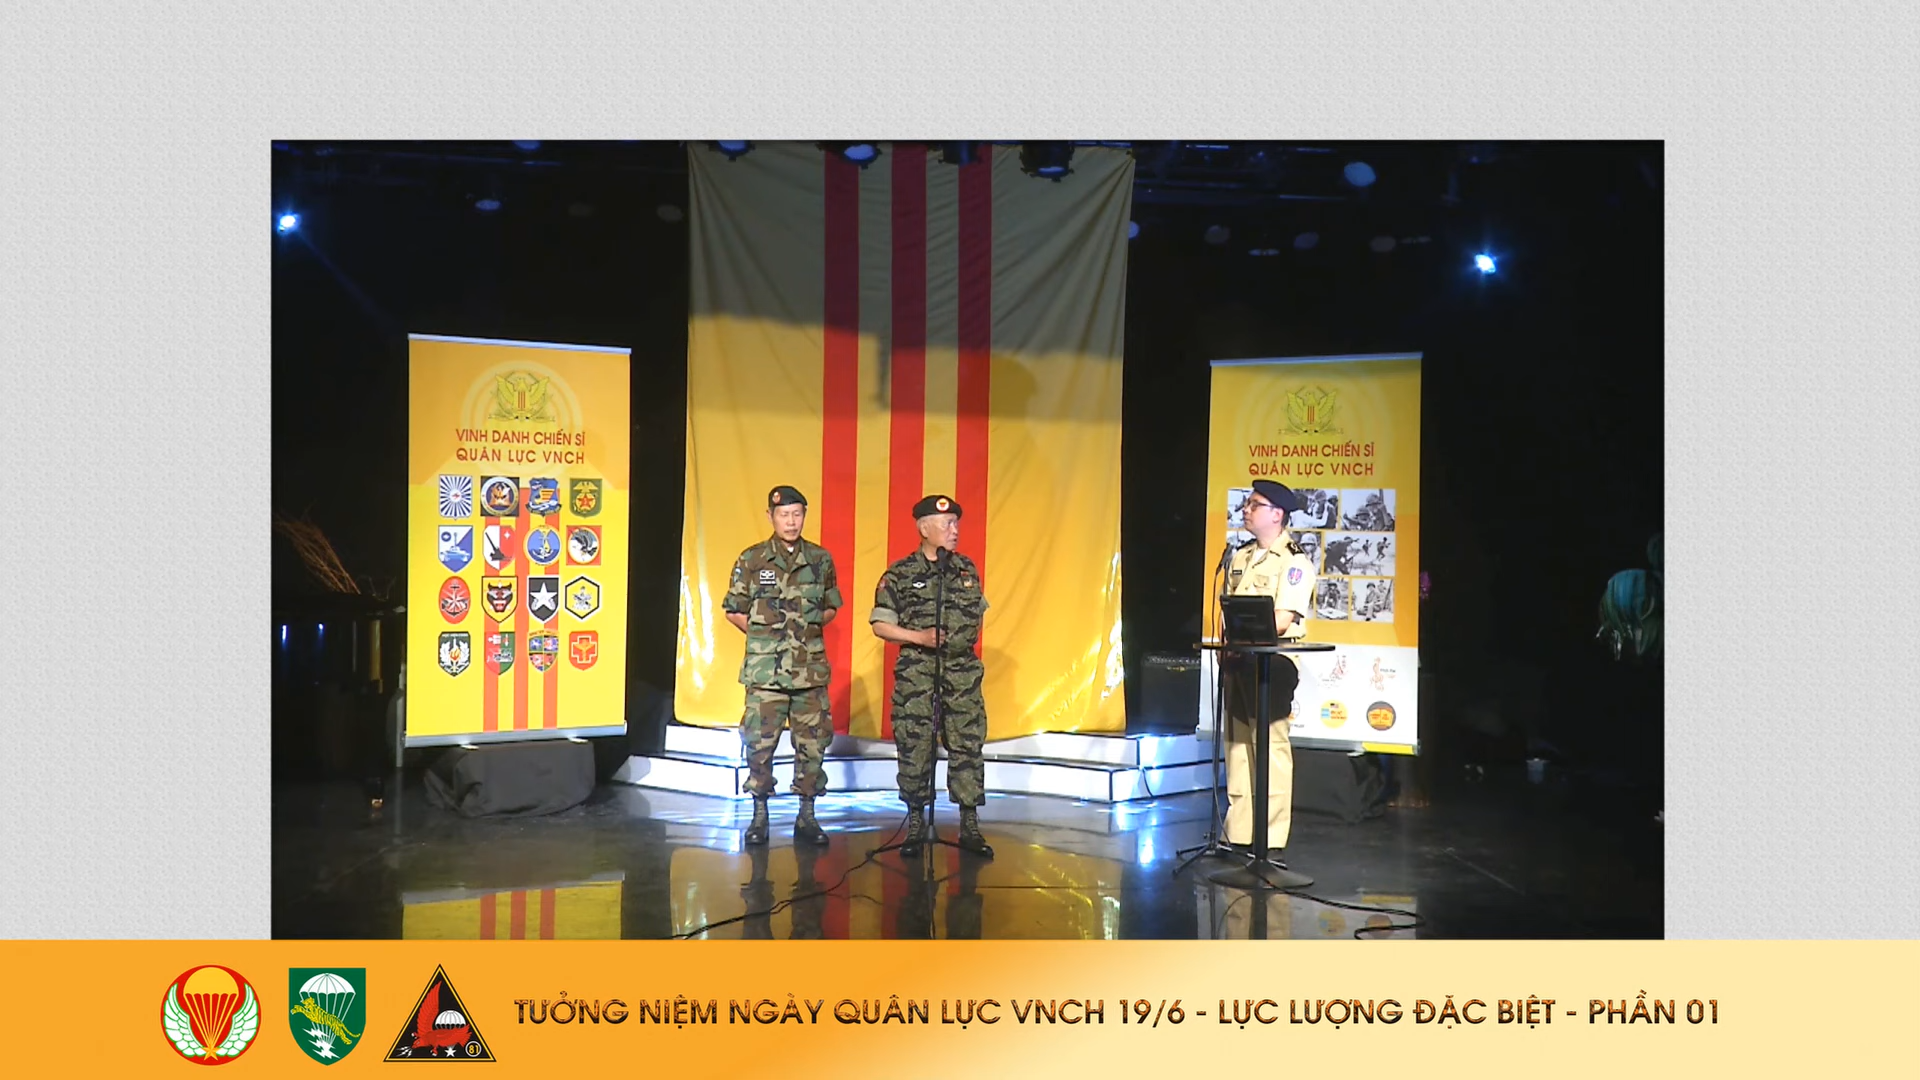 VINH DANH CHIẾN SĨ
QUÂN LỰC VNCH
VINH DANH CHIẾN SĨ
QUÂN LỰC VNCH
81
TƯỞNG NIỆM NGÀY QUÂN LỰC VNCH 19/6 - LỰC LƯỢNG ĐẶC BIỆT - PHẦN 01